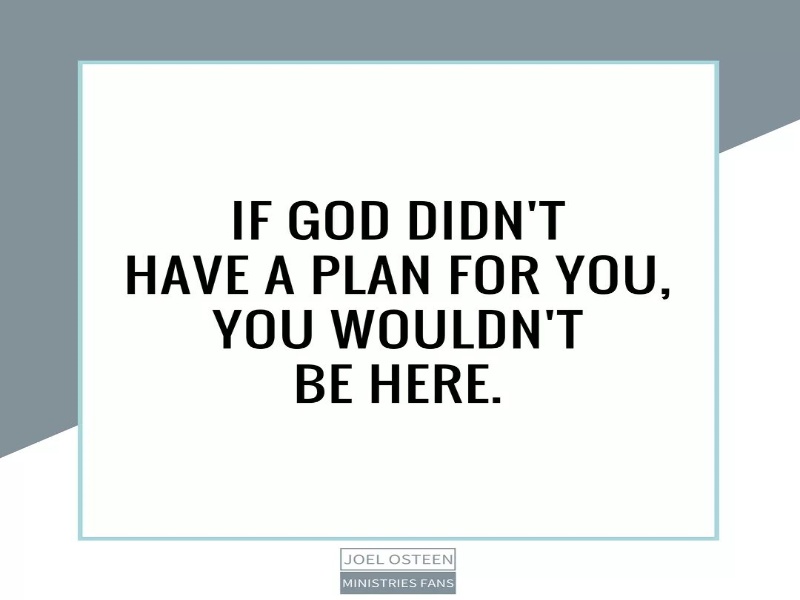 IF GOD DIDN'T
HAVE A PLAN FOR YOU,
YOU WOULDN'T
BE HERE.
JOEL OSTEEN
MINISTRIES FANS